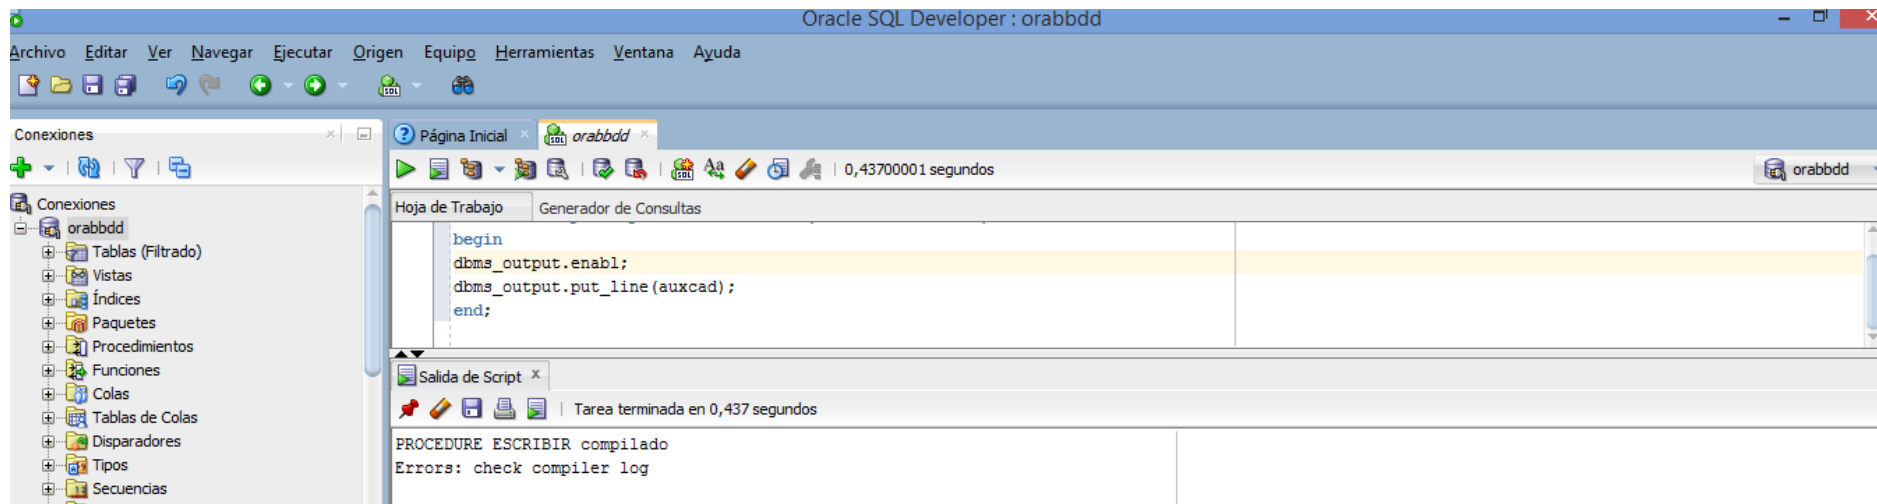 Oracle SQL Developer : orabbdd
Archivo Editar Ver Navegar Ejecutar Origen Equipo Herramientas Ventana Ayuda
Conexiones
Página Inicial orabbdd
0,43700001 segundos
orabbdd
Conexiones
Hoja de Trabajo Generador de Consultas
orabbdd
begin
Tablas (Filtrado)
dbms_output.enabl;
Vistas
dbms_output.put_line(auxcad);
Índices
end;
Paquetes
Procedimientos
Funciones
Salida de Script
Colas
Tarea terminada en 0,437 segundos
Tablas de Colas
Disparadores
PROCEDURE ESCRIBIR compilado
Tipos
Errors: check compiler log
Secuencias